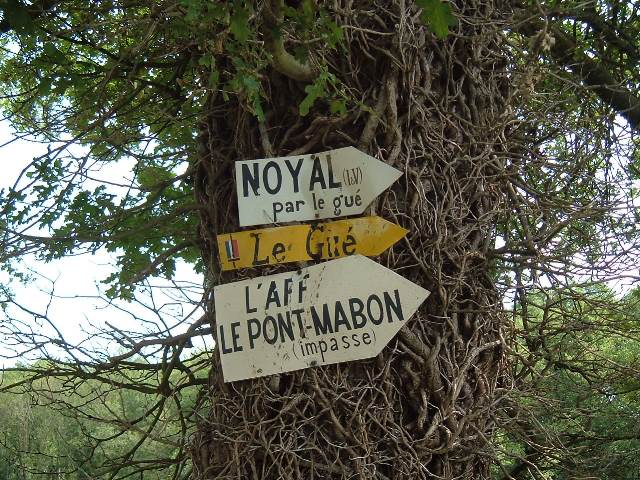 NOYAL
par le gué
Le Gué
L'AFF
LE PONT-MABON
(impasse)